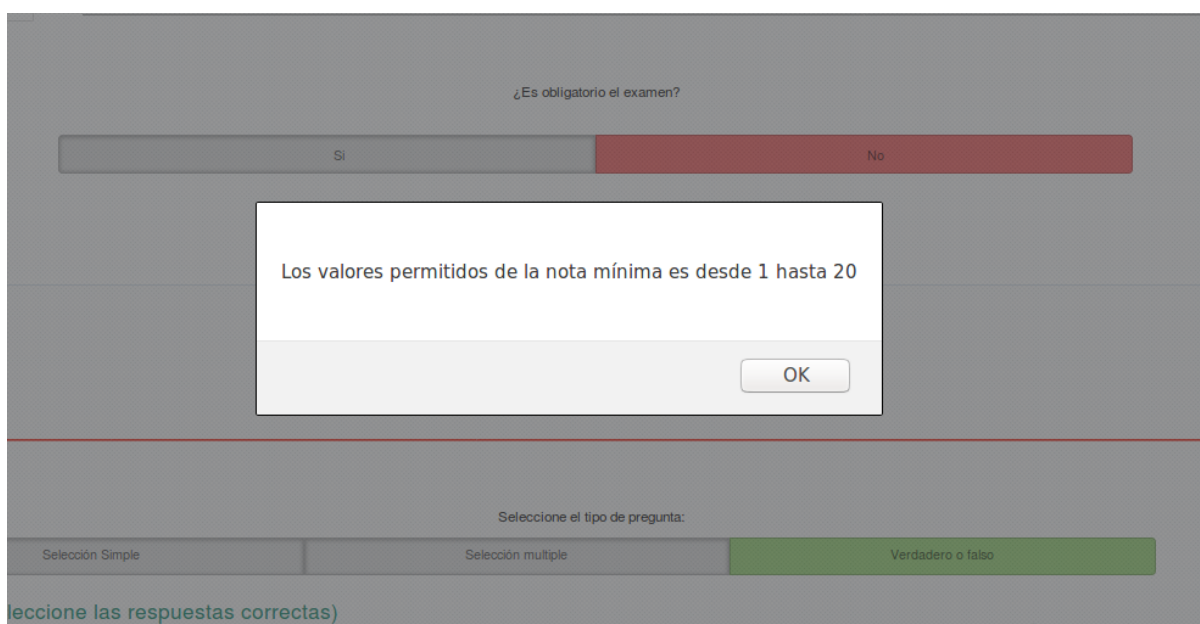 ¿Es obligatorio el examen?
Si No
Los valores permitidos de la nota mínima es desde 1 hasta 20
OK
Seleccione el tipo de pregunta:
Selección Simple Selección multiple Verdadero o falso
leccione las respuestas correctas)